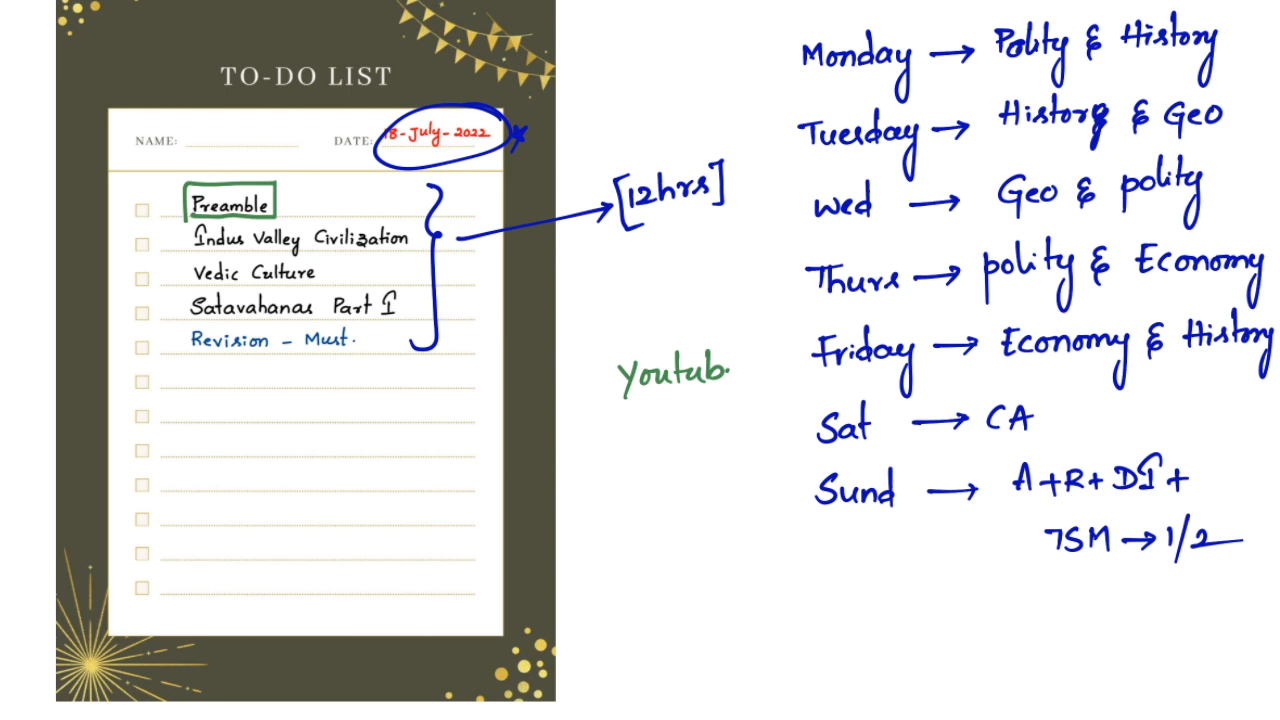 TO-DO LIST
NAME: DATE: 18-July-2022
Preamble
Indus Valley Civilization
Vedic Culture
Satavahanas Part I
Revision - Must.
[12hrs]
Youtub.
Monday → Polity & History
Tuesday → History & Geo
Wed → Geo & polity
Thurs → polity & Economy
Friday → Economy & History
Sat → CA
Sund → A+R+DI+
7SM → 1/2